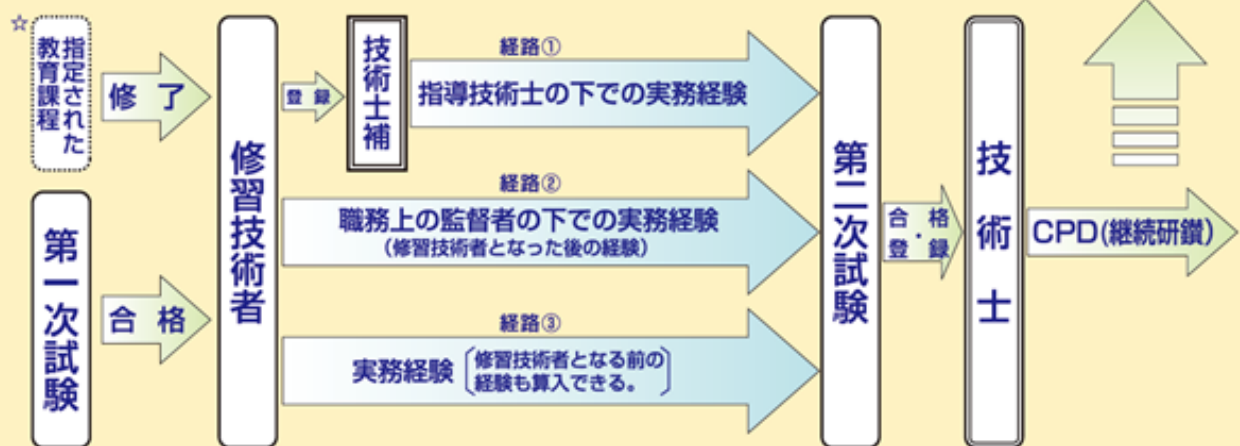 ☆
指定された
教育課程
修了
第一次試験
合格
修習技術者
登録
技術士補
経路①
指導技術士の下での実務経験
経路②
職務上の監督者の下での実務経験
(修習技術者となった後の経験)
経路③
実務経験
修習技術者となる前の
経験も算入できる。
第二次試験
合格・
登録
技術士
CPD(継続研鑽)